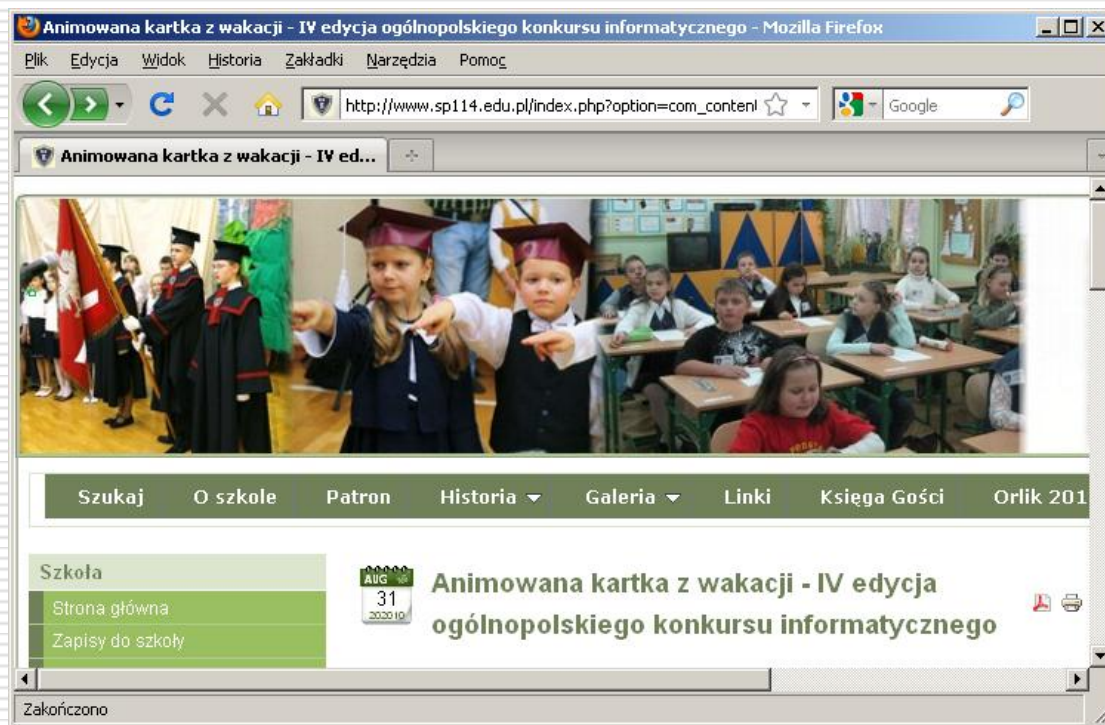 Animowana kartka z wakacji - IV edycja ogólnopolskiego konkursu informatycznego - Mozilla Firefox
Plik Edycja Widok Historia Zakładki Narzędzia Pomoc
http://www.sp114.edu.pl/index.php?option=com_content Google
Animowana kartka z wakacji - IV ed...
Szukaj O szkole Patron Historia Galeria Linki Księga Gości Orlik 201
Szkoła
Strona główna
Zapisy do szkoły
AUG
31
Animowana kartka z wakacji - IV edycja
ogólnopolskiego konkursu informatycznego
Zakończono